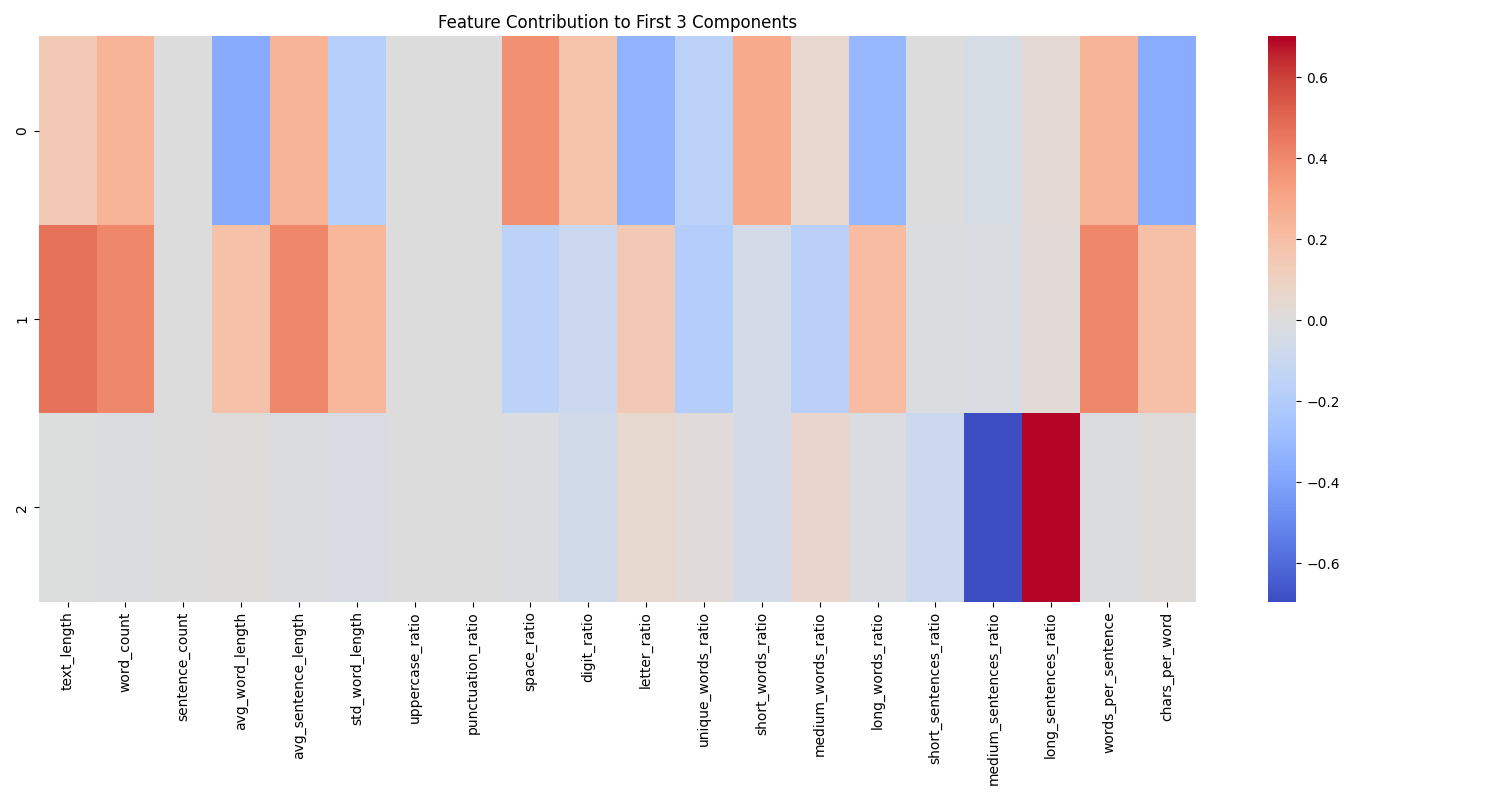 Feature Contribution to First 3 Components
0
1
2
text_length
word_count
sentence_count
avg_word_length
avg_sentence_length
std_word_length
uppercase_ratio
punctuation_ratio
space_ratio
digit_ratio
letter_ratio
unique_words_ratio
short_words_ratio
medium_words_ratio
long_words_ratio
short_sentences_ratio
medium_sentences_ratio
long_sentences_ratio
words_per_sentence
chars_per_word
0.6
0.4
0.2
0.0
−0.2
−0.4
−0.6